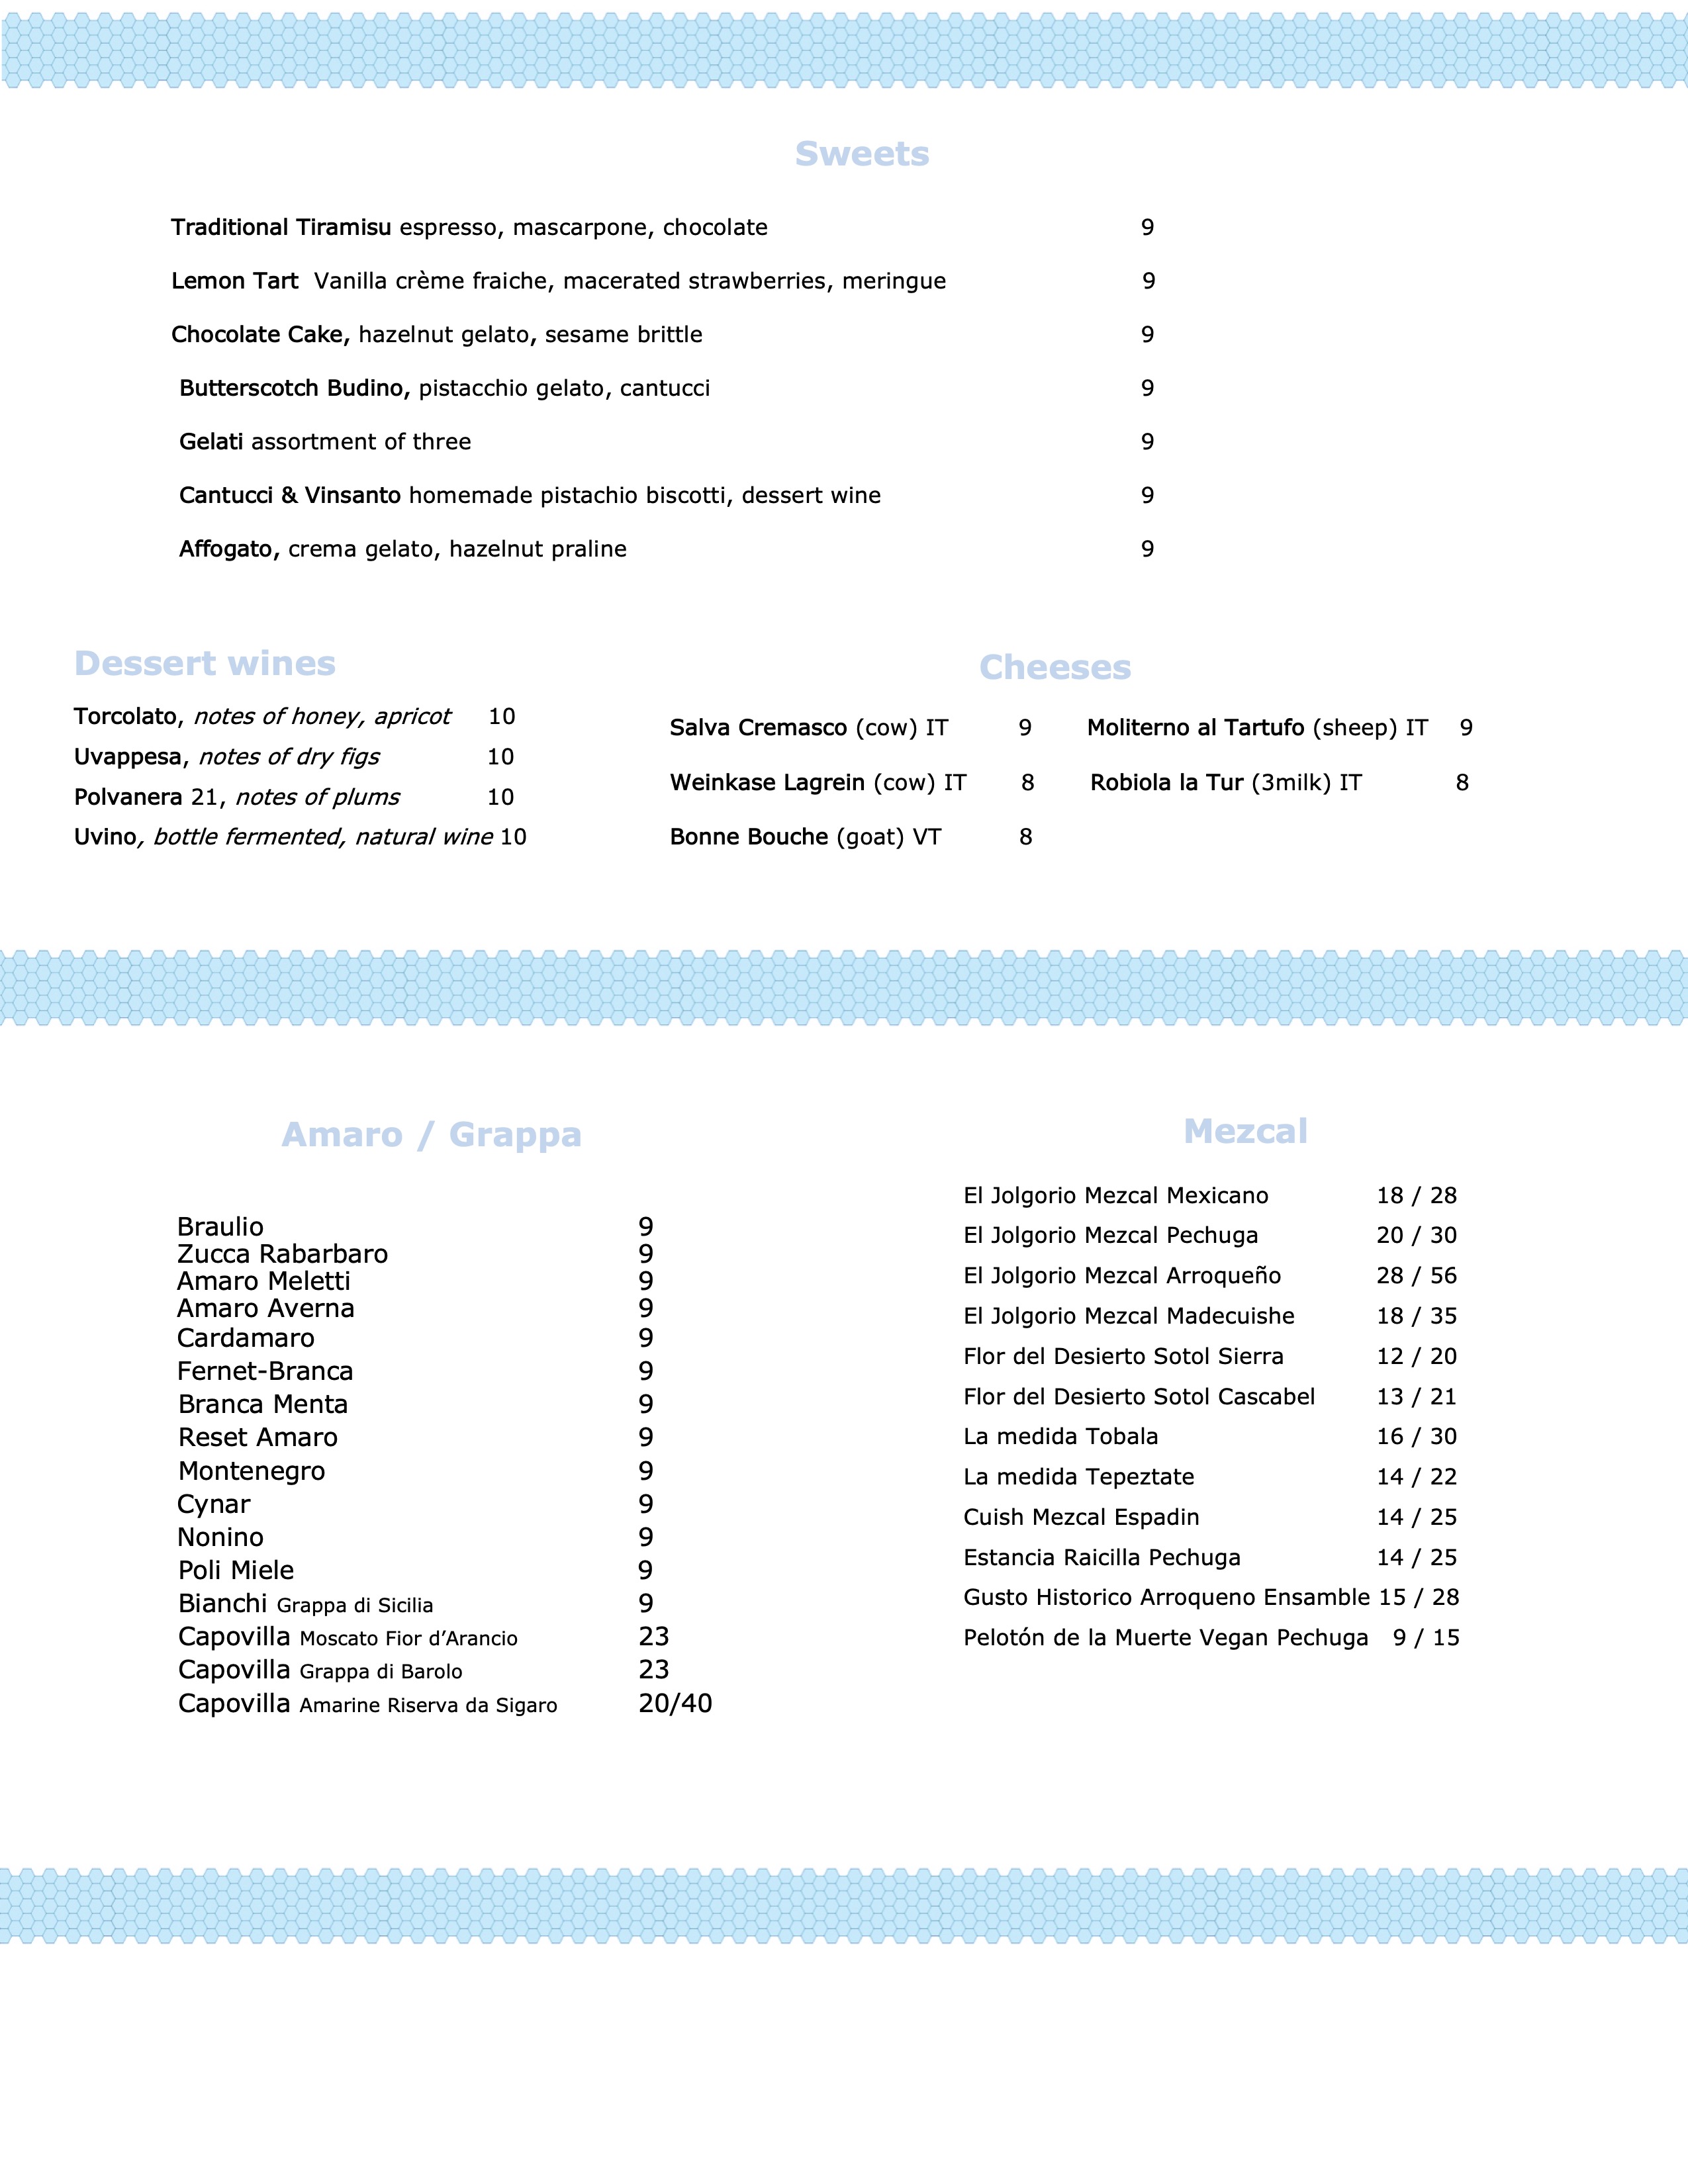 Sweets
Traditional Tiramisu espresso, mascarpone, chocolate 9
Lemon Tart Vanilla crème fraiche, macerated strawberries, meringue 9
Chocolate Cake, hazelnut gelato, sesame brittle 9
Butterscotch Budino, pistacchio gelato, cantucci 9
Gelati assortment of three 9
Cantucci & Vinsanto homemade pistachio biscotti, dessert wine 9
Affogato, crema gelato, hazelnut praline 9
Dessert wines
Torcolato, notes of honey, apricot 10
Uvappesa, notes of dry figs 10
Polvanera 21, notes of plums 10
Uvino, bottle fermented, natural wine 10
Cheeses
Salva Cremasco (cow) IT 9 Moliterno al Tartufo (sheep) IT 9
Weinkase Lagrein (cow) IT 8 Robiola la Tur (3milk) IT 8
Bonne Bouche (goat) VT 8
Amaro / Grappa
Braulio 9
Zucca Rabarbaro 9
Amaro Meletti 9
Amaro Averna 9
Cardamaro 9
Fernet-Branca 9
Branca Menta 9
Reset Amaro 9
Montenegro 9
Cynar 9
Nonino 9
Poli Miele 9
Bianchi Grappa di Sicilia 9
Capovilla Moscato Fior d’Arancio 23
Capovilla Grappa di Barolo 23
Capovilla Amarine Riserva da Sigaro 20/40
Mezcal
El Jolgorio Mezcal Mexicano 18 / 28
El Jolgorio Mezcal Pechuga 20 / 30
El Jolgorio Mezcal Arroqueño 28 / 56
El Jolgorio Mezcal Madecuishe 18 / 35
Flor del Desierto Sotol Sierra 12 / 20
Flor del Desierto Sotol Cascabel 13 / 21
La medida Tobala 16 / 30
La medida Tepeztate 14 / 22
Cuish Mezcal Espadin 14 / 25
Estancia Raicilla Pechuga 14 / 25
Gusto Historico Arroqueno Ensamble 15 / 28
Pelotón de la Muerte Vegan Pechuga 9 / 15